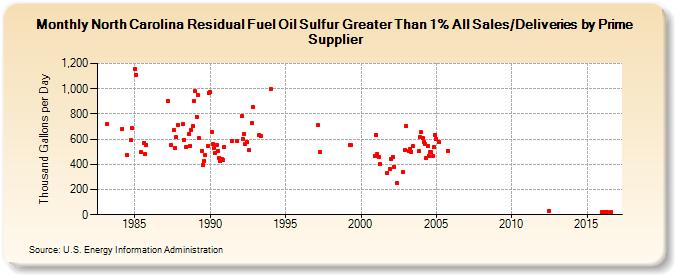 Monthly North Carolina Residual Fuel Oil Sulfur Greater Than 1% All Sales/Deliveries by Prime
Supplier
Thousand Gallons per Day
1,200
1,000
800
600
400
200
0
1985 1990 1995 2000 2005 2010 2015
Source: U.S. Energy Information Administration